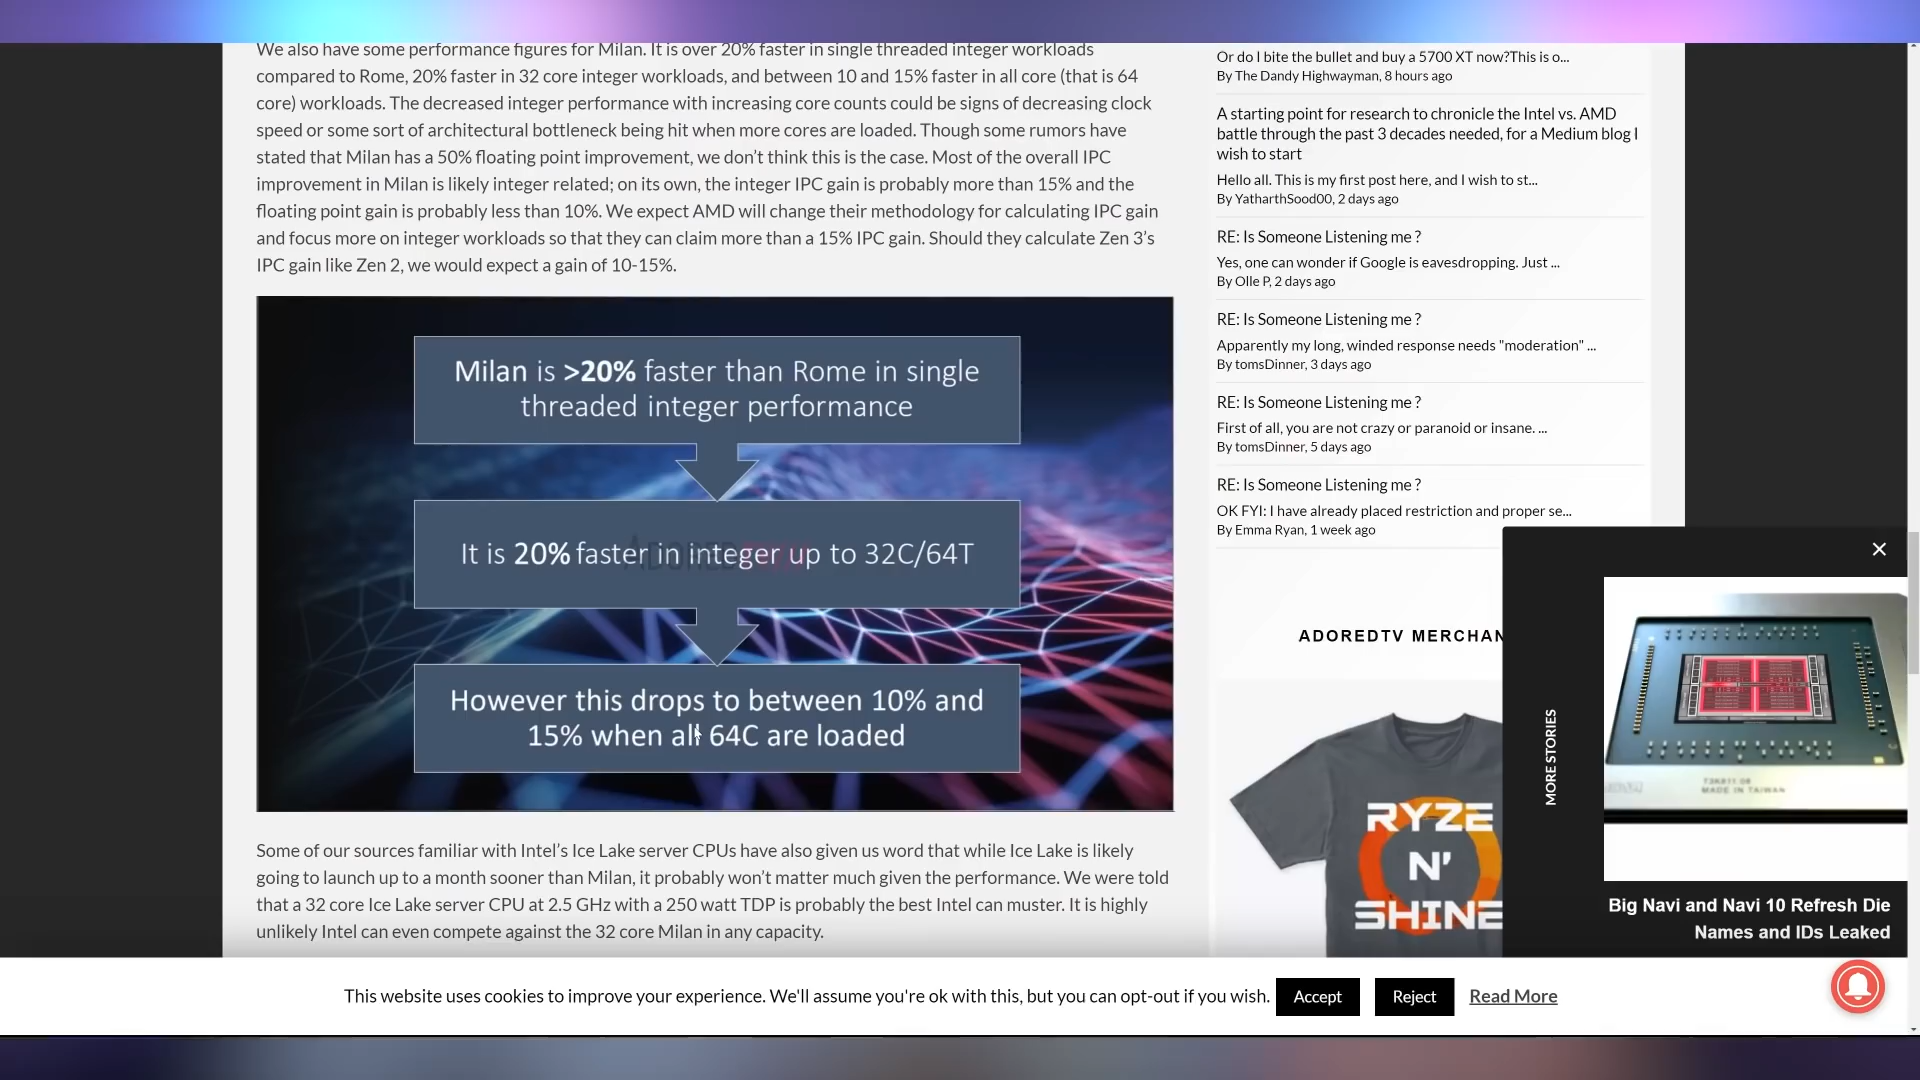 We also have some performance figures for Milan. It is over 20% faster in single threaded integer workloads
compared to Rome, 20% faster in 32 core integer workloads, and between 10 and 15% faster in all core (that is 64
core) workloads. The decreased integer performance with increasing core counts could be signs of decreasing clock
speed or some sort of architectural bottleneck being hit when more cores are loaded. Though some rumors have
stated that Milan has a 50% floating point improvement, we don’t think this is the case. Most of the overall IPC
improvement in Milan is likely integer related; on its own, the integer IPC gain is probably more than 15% and the
floating point gain is probably less than 10%. We expect AMD will change their methodology for calculating IPC gain
and focus more on integer workloads so that they can claim more than a 15% IPC gain. Should they calculate Zen 3’s
IPC gain like Zen 2, we would expect a gain of 10-15%.
Milan is >20% faster than Rome in single
threaded integer performance
It is 20% faster in integer up to 32C/64T
However this drops to between 10% and
15% when all 64C are loaded
Some of our sources familiar with Intel’s Ice Lake server CPUs have also given us word that while Ice Lake is likely
going to launch up to a month sooner than Milan, it probably won’t matter much given the performance. We were told
that a 32 core Ice Lake server CPU at 2.5 GHz with a 250 watt TDP is probably the best Intel can muster. It is highly
unlikely Intel can even compete against the 32 core Milan in any capacity.
Or do I bite the bullet and buy a 5700 XT now?This is o...
By The Dandy Highwayman, 8 hours ago
A starting point for research to chronicle the Intel vs. AMD
battle through the past 3 decades needed, for a Medium blog I
wish to start
Hello all. This is my first post here, and I wish to st...
By YatharthSood00, 2 days ago
RE: Is Someone Listening me ?
Yes, one can wonder if Google is eavesdropping. Just ...
By Olle P, 2 days ago
RE: Is Someone Listening me ?
Apparently my long, winded response needs "moderation" ...
By tomsDinner, 3 days ago
RE: Is Someone Listening me ?
First of all, you are not crazy or paranoid or insane. ...
By tomsDinner, 5 days ago
RE: Is Someone Listening me ?
OK FYI: I have already placed restriction and proper se...
By Emma Ryan, 1 week ago
ADOREDTV MERCHAN
RYZE
N'
SHINE
MORE STORIES
MADE IN TAIWAN
Big Navi and Navi 10 Refresh Die
Names and IDs Leaked
This website uses cookies to improve your experience. We'll assume you're ok with this, but you can opt-out if you wish.
Accept
Reject
Read More